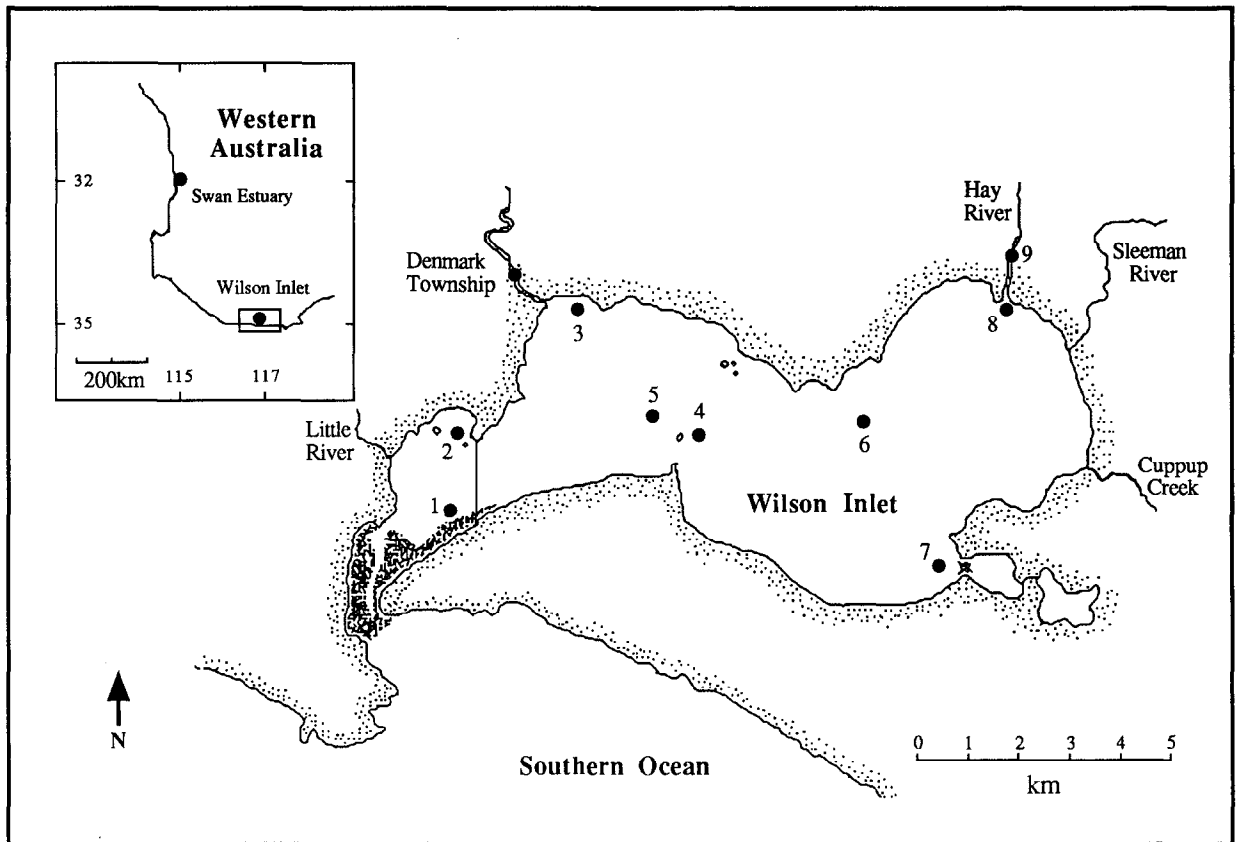 Western
Australia
32
Swan Estuary
Wilson Inlet
35
200km
115
117
Hay
River
9
Sleeman
River
Denmark
Township
8
3
5
4
6
Little
River
2
Cuppup
Creek
1
Wilson Inlet
7
N
0 1 2 3 4 5
km
Southern Ocean